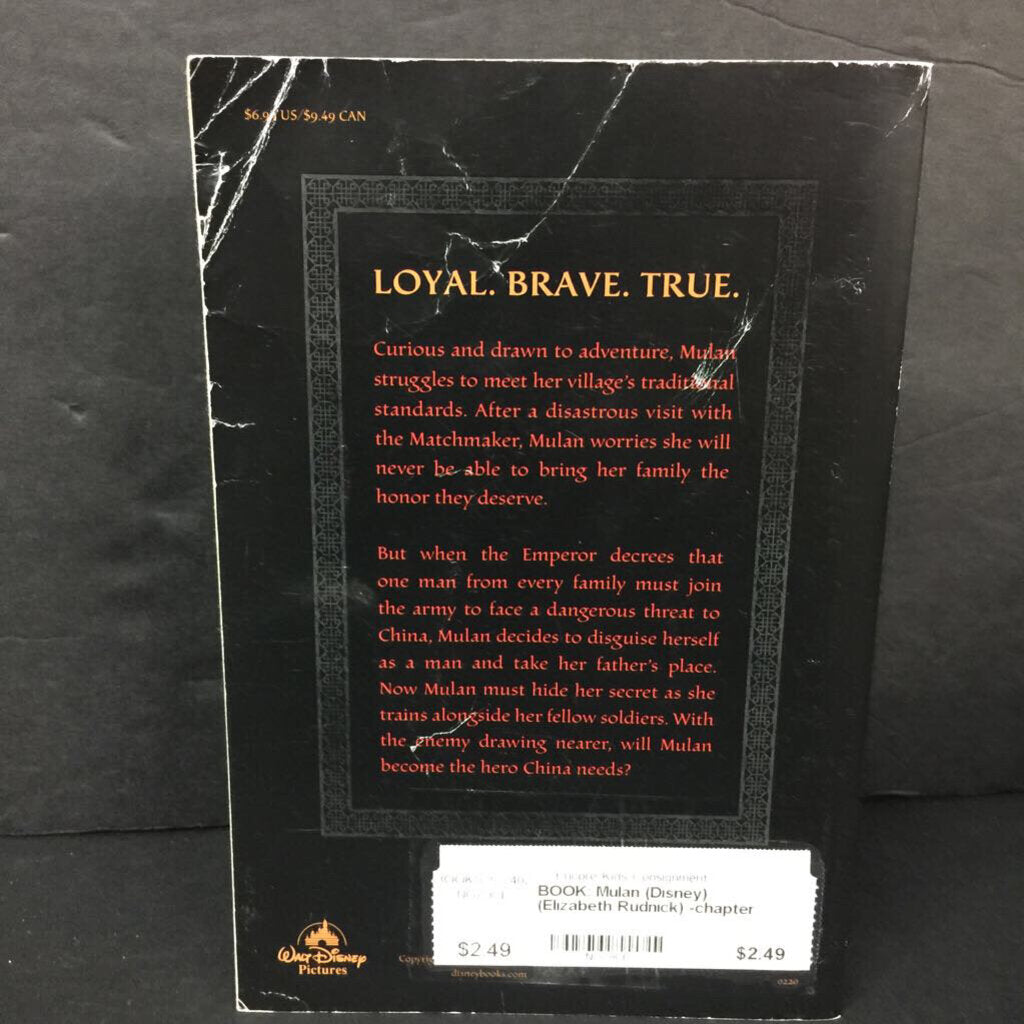 US/$9.49 CAN
LOYAL. BRAVE. TRUE.
Curious and drawn to adventure, Mulan
struggles to meet her village's traditional
standards. After a disastrous visit with
the Matchmaker, Mulan worries she will
never be able to bring her family the
honor they deserve.
But when the Emperor decrees that
one man from every family must join
the army to face a dangerous threat to
China, Mulan decides to disguise herself
as a man and take her father's place.
Now Mulan must hide her secret as she
trains alongside her fellow soldiers. With
the enemy drawing nearer, will Mulan
become the hero China needs?
Encore Kids Consignment
BOOK: Mulan (Disney)
(Elizabeth Rudnick) -chapter
$2.49
$2.49
WALT DISNEY
Pictures
disneybooks.com
0220